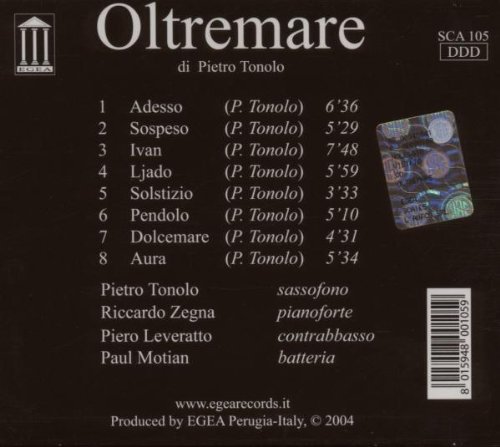 EGEA
Oltremare
di Pietro Tonolo
SCA 105
DDD
1 Adesso (P. Tonolo) 6'36
2 Sospeso (P. Tonolo) 5'29
3 Ivan (P. Tonolo) 7'48
4 Ljado (P. Tonolo) 5'59
5 Solstizio (P. Tonolo) 3'33
6 Pendolo (P. Tonolo) 5'10
7 Dolcemare (P. Tonolo) 4'31
8 Aura (P. Tonolo) 5'34
Pietro Tonolo sassofono
Riccardo Zegna pianoforte
Piero Leveratto contrabbasso
Paul Motian batteria
8 015948 001059
www.egearecords.it
Produced by EGEA Perugia-Italy, © 2004